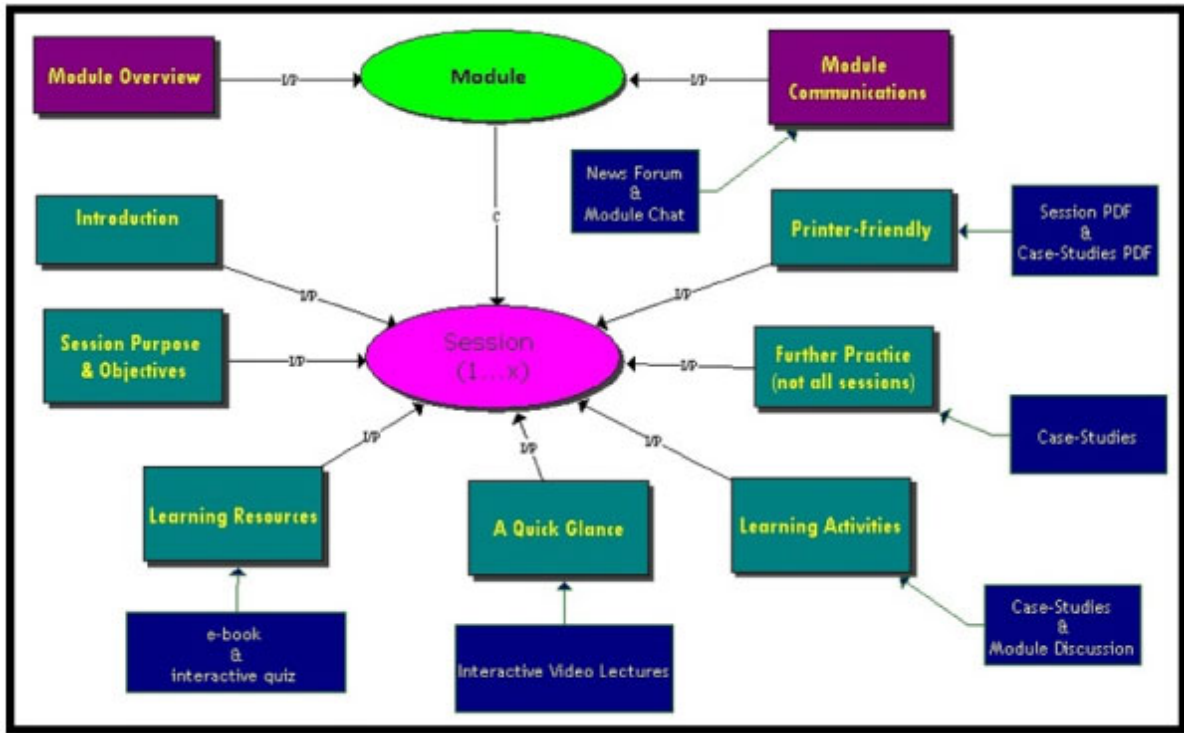 Module Overview
I/P
Module
I/P
Module
Communications
News Forum
&
Module Chat
Introduction
C
Printer-Friendly
Session PDF
&
Case-Studies PDF
I/P
I/P
Session Purpose
& Objectives
I/P
Session
(1...x)
I/P
Further Practice
(not all sessions)
Case-Studies
I/P
I/P
I/P
Learning Resources
A Quick Glance
Learning Activities
e-book
&
interactive quiz
Interactive Video Lectures
Case-Studies
&
Module Discussion